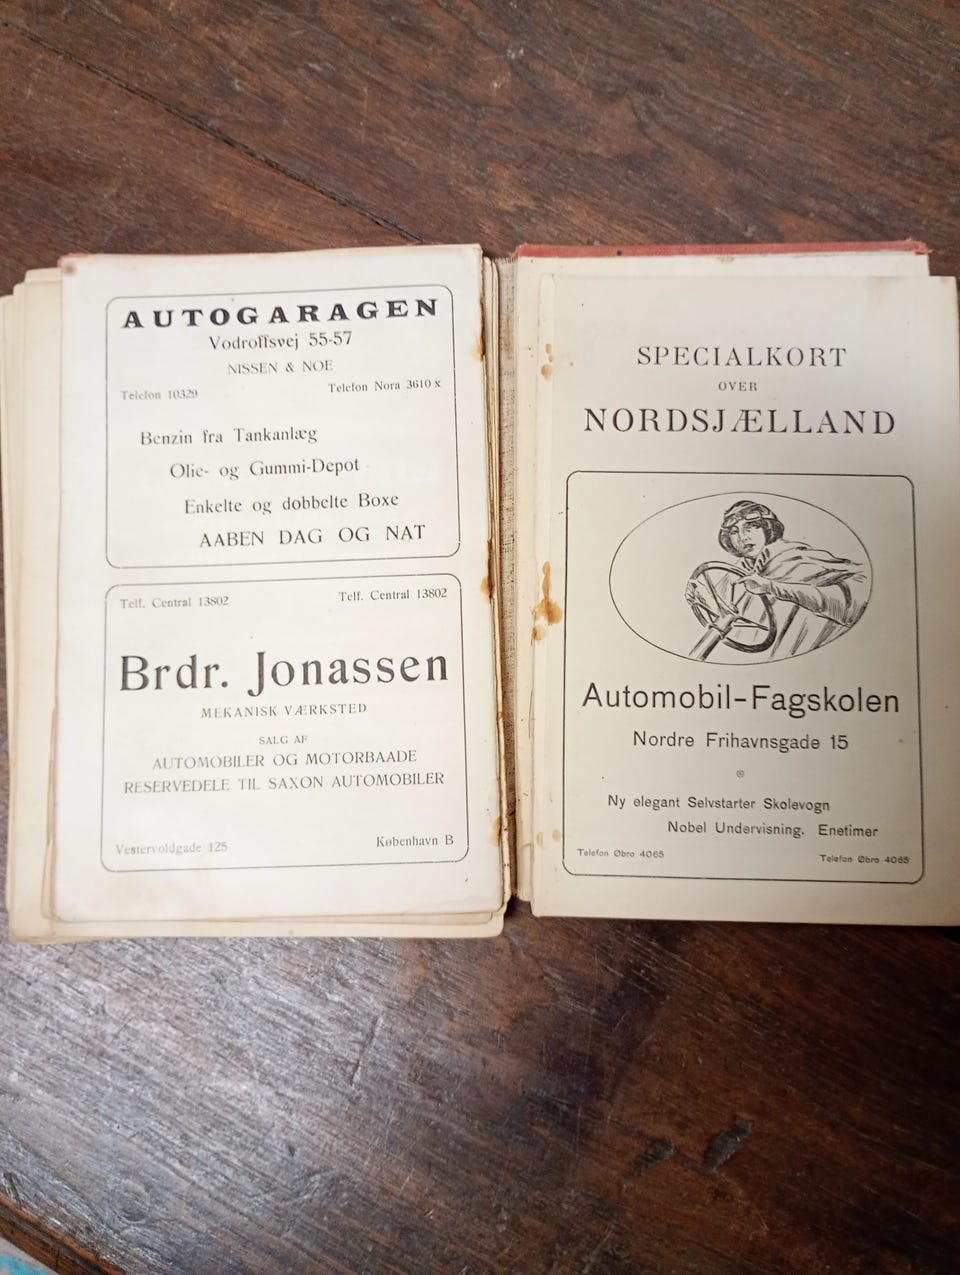 AUTOGARAGEN
Vodroffsvej 55-57
NISSEN & NOE
Telefon 10329
Telefon Nora 3610 x
Benzin fra Tankanlæg
Olie- og Gummi-Depot
Enkelte og dobbelte Boxe
AABEN DAG OG NAT
Telf. Central 13802
Telf. Central 13802
Brdr. Jonassen
MEKANISK VÆRKSTED
SALG AF
AUTOMOBILER OG MOTORBAADE
RESERVEDELE TIL SAXON AUTOMOBILER
Vestervoldgade 125
København B
SPECIALKORT
OVER
NORDSJÆLLAND
Automobil-Fagskolen
Nordre Frihavnsgade 15
Ny elegant Selvstarter Skolevogn
Nobel Undervisning. Enetimer
Telefon Øbro 4065
Telefon Øbro 4065